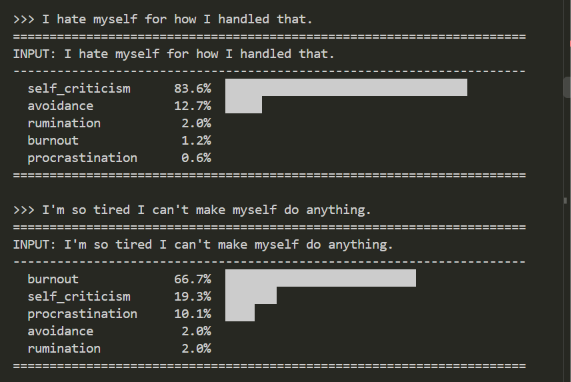 >>> I hate myself for how I handled that.
=================================================================
INPUT: I hate myself for how I handled that.
-----------------------------------------------------------------
self_criticism 83.6%
avoidance 12.7%
rumination 2.0%
burnout 1.2%
procrastination 0.6%
=================================================================
>>> I'm so tired I can't make myself do anything.
=================================================================
INPUT: I'm so tired I can't make myself do anything.
-----------------------------------------------------------------
burnout 66.7%
self_criticism 19.3%
procrastination 10.1%
avoidance 2.0%
rumination 2.0%
=================================================================